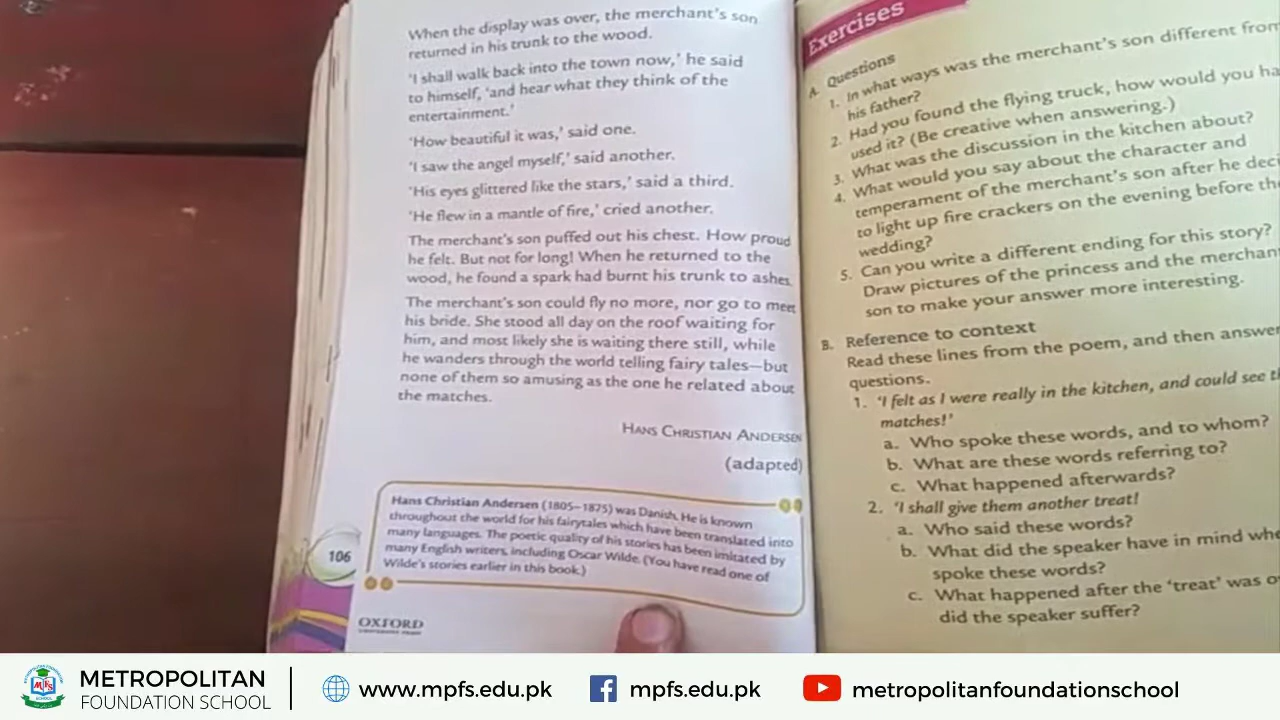 When the display was over, the merchant's son
returned in his trunk to the wood.
'I shall walk back into the town now,' he said
to himself, 'and hear what they think of the
entertainment.'
'How beautiful it was,' said one.
'I saw the angel myself,' said another.
'His eyes glittered like the stars,' said a third.
'He flew in a mantle of fire,' cried another.
The merchant's son puffed out his chest. How proud
he felt. But not for long! When he returned to the
wood, he found a spark had burnt his trunk to ashes.
The merchant's son could fly no more, nor go to meet
his bride. She stood all day on the roof waiting for
him, and most likely she is waiting there still, while
he wanders through the world telling fairy tales—but
none of them so amusing as the one he related about
the matches.
HANS CHRISTIAN ANDERSEN
(adapted)
Hans Christian Andersen (1805–1875) was Danish. He is known
throughout the world for his fairytales which have been translated into
many languages. The poetic quality of his stories has been imitated by
many English writers, including Oscar Wilde. (You have read one of
Wilde's stories earlier in this book.)
106
OXFORD
UNIVERSITY PRESS
Exercises
A. Questions
1. In what ways was the merchant's son different from
his father?
2. Had you found the flying truck, how would you ha
used it? (Be creative when answering.)
3. What was the discussion in the kitchen about?
4. What would you say about the character and
temperament of the merchant's son after he deci
to light up fire crackers on the evening before the
wedding?
5. Can you write a different ending for this story?
Draw pictures of the princess and the merchan
son to make your answer more interesting.
B. Reference to context
Read these lines from the poem, and then answer
questions.
1. 'I felt as I were really in the kitchen, and could see th
matches!'
a. Who spoke these words, and to whom?
b. What are these words referring to?
c. What happened afterwards?
2. 'I shall give them another treat!
a. Who said these words?
b. What did the speaker have in mind whe
spoke these words?
c. What happened after the 'treat' was o
did the speaker suffer?
METROPOLITAN
FOUNDATION SCHOOL
www.mpfs.edu.pk
mpfs.edu.pk
metropolitanfoundationschool